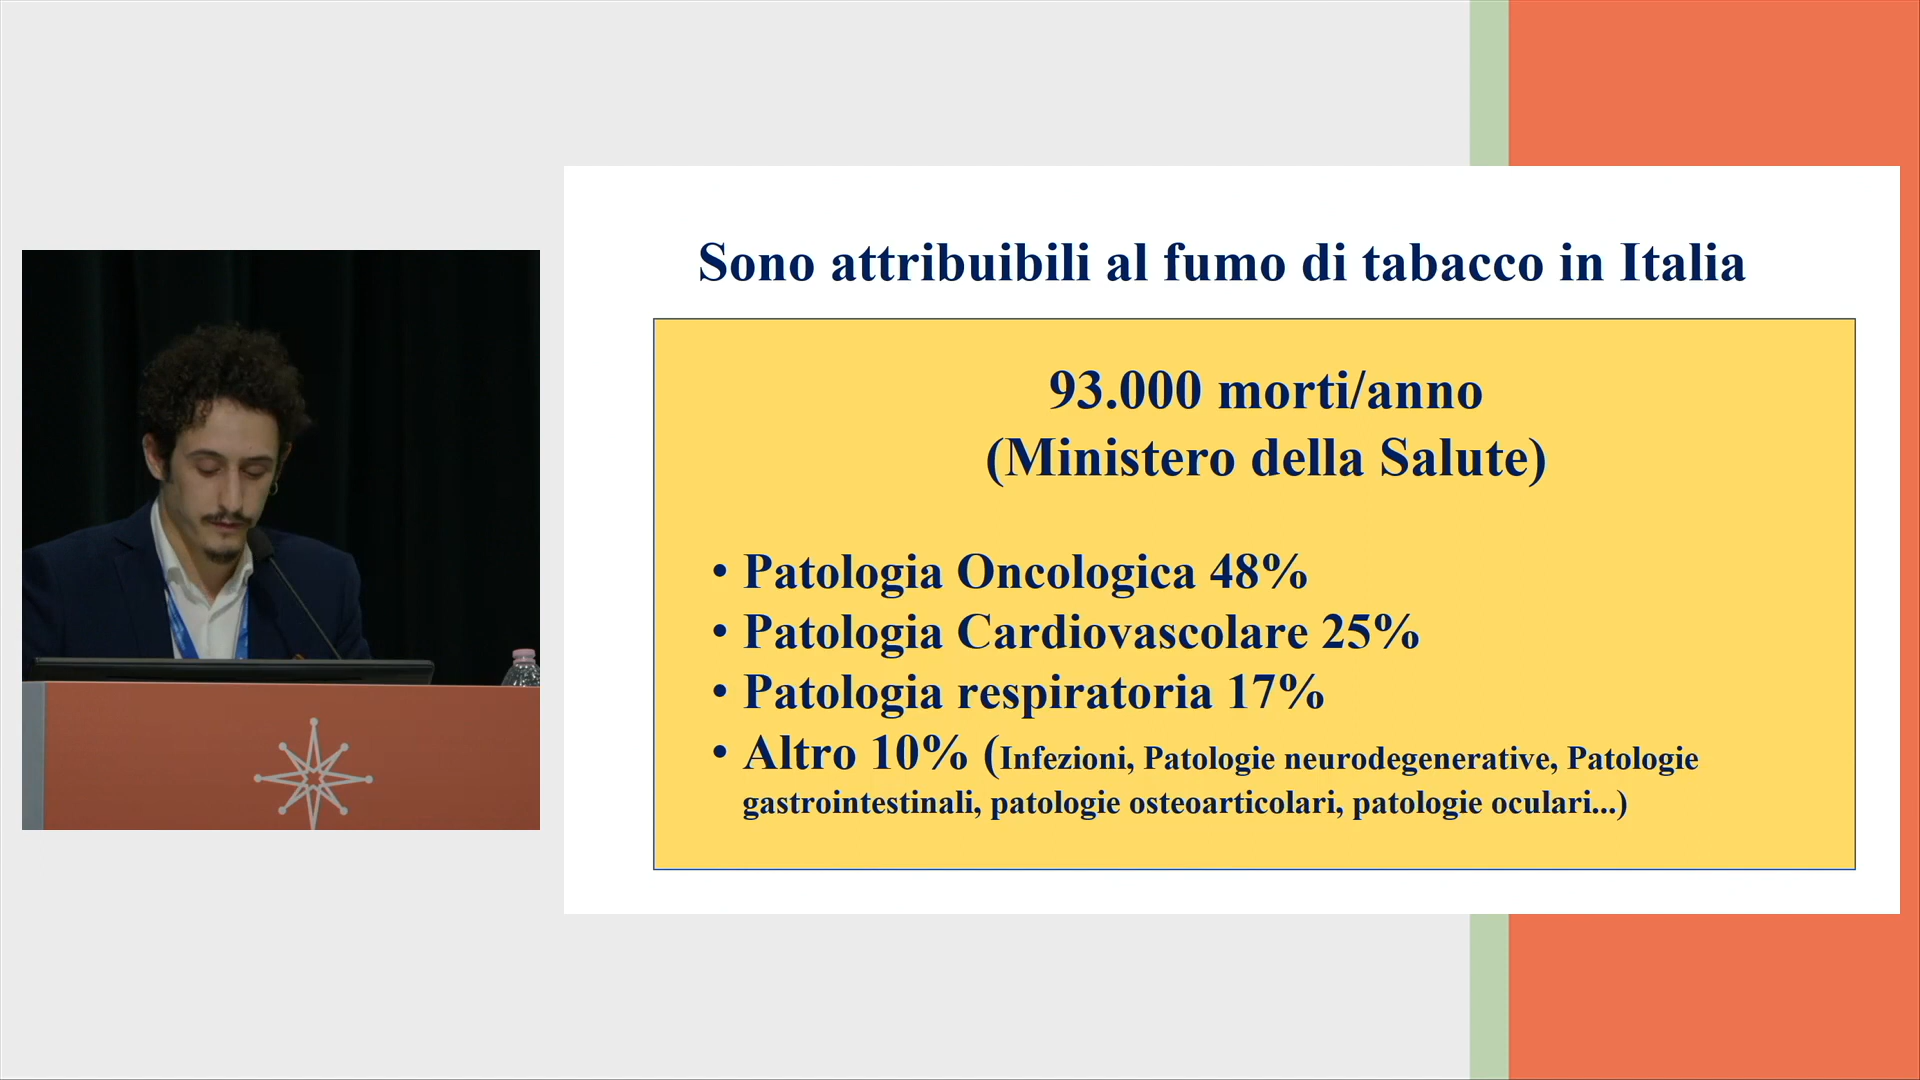 Sono attribuibili al fumo di tabacco in Italia
93.000 morti/anno
(Ministero della Salute)
• Patologia Oncologica 48%
• Patologia Cardiovascolare 25%
• Patologia respiratoria 17%
• Altro 10% (Infezioni, Patologie neurodegenerative, Patologie
gastrointestinali, patologie osteoarticolari, patologie oculari...)